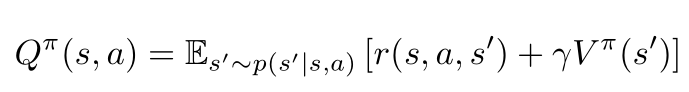 Q^π(s, a) = 𝔼_{s′∼p(s′|s,a)} [r(s, a, s′) + γV^π(s′)]